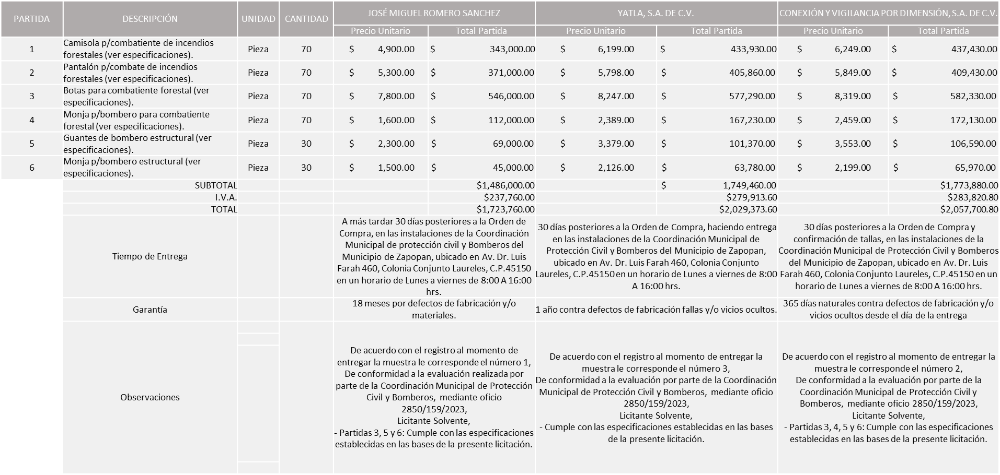 PARTIDA DESCRIPCIÓN UNIDAD CANTIDAD JOSÉ MIGUEL ROMERO SANCHEZ YATLA, S.A. DE C.V. CONEXIÓN Y VIGILANCIA POR DIMENSIÓN, S.A. DE C.V.
Precio Unitario Total Partida Precio Unitario Total Partida Precio Unitario Total Partida
1 Camisola p/combatiente de incendios
forestales (ver especificaciones). Pieza 70 $ 4,900.00 $ 343,000.00 $ 6,199.00 $ 433,930.00 $ 6,249.00 $ 437,430.00
2 Pantalón p/combate de incendios
forestales (ver especificaciones). Pieza 70 $ 5,300.00 $ 371,000.00 $ 5,798.00 $ 405,860.00 $ 5,849.00 $ 409,430.00
3 Botas para combatiente forestal (ver
especificaciones). Pieza 70 $ 7,800.00 $ 546,000.00 $ 8,247.00 $ 577,290.00 $ 8,319.00 $ 582,330.00
4 Monja p/bombero para combatiente
forestal (ver especificaciones). Pieza 70 $ 1,600.00 $ 112,000.00 $ 2,389.00 $ 167,230.00 $ 2,459.00 $ 172,130.00
5 Guantes de bombero estructural (ver
especificaciones). Pieza 30 $ 2,300.00 $ 69,000.00 $ 3,379.00 $ 101,370.00 $ 3,553.00 $ 106,590.00
6 Monja p/bombero estructural (ver
especificaciones). Pieza 30 $ 1,500.00 $ 45,000.00 $ 2,126.00 $ 63,780.00 $ 2,199.00 $ 65,970.00
SUBTOTAL $1,486,000.00 $ 1,749,460.00 $1,773,880.00
I.V.A. $237,760.00 $279,913.60 $283,820.80
TOTAL $1,723,760.00 $2,029,373.60 $2,057,700.80
Tiempo de Entrega
A más tardar 30 días posteriores a la Orden de
Compra, en las instalaciones de la Coordinación
Municipal de protección civil y Bomberos del
Municipio de Zapopan, ubicado en Av. Dr. Luis
Farah 460, Colonia Conjunto Laureles, C.P.45150
en un horario de Lunes a viernes de 8:00 A 16:00
hrs.
30 días posteriores a la Orden de Compra, haciendo entrega
en las instalaciones de la Coordinación Municipal de
Protección Civil y Bomberos del Municipio de Zapopan,
ubicado en Av. Dr. Luis Farah 460, Colonia Conjunto
Laureles, C.P.45150 en un horario de Lunes a viernes de 8:00
A 16:00 hrs.
30 días posteriores a la Orden de Compra y
confirmación de tallas, en las instalaciones de la
Coordinación Municipal de Protección Civil y Bomberos
del Municipio de Zapopan, ubicado en Av. Dr. Luis
Farah 460, Colonia Conjunto Laureles, C.P.45150 en un
horario de Lunes a viernes de 8:00 A 16:00 hrs.
Garantía
18 meses por defectos de fabricación y/o
materiales.
1 año contra defectos de fabricación fallas y/o vicios ocultos.
365 días naturales contra defectos de fabricación y/o
vicios ocultos desde el día de la entrega
Observaciones
De acuerdo con el registro al momento de
entregar la muestra le corresponde el número 1,
De conformidad a la evaluación realizada por
parte de la Coordinación Municipal de Protección
Civil y Bomberos, mediante oficio
2850/159/2023,
Licitante Solvente,
- Partidas 3, 5 y 6: Cumple con las especificaciones
establecidas en las bases de la presente licitación.
De acuerdo con el registro al momento de entregar la
muestra le corresponde el número 3,
De conformidad a la evaluación por parte de la Coordinación
Municipal de Protección Civil y Bomberos, mediante oficio
2850/159/2023,
Licitante Solvente,
- Cumple con las especificaciones establecidas en las bases
de la presente licitación.
De acuerdo con el registro al momento de entregar la
muestra le corresponde el número 2,
De conformidad a la evaluación por parte de la
Coordinación Municipal de Protección Civil y
Bomberos, mediante oficio 2850/159/2023,
Licitante Solvente,
- Partidas 3, 4, 5 y 6: Cumple con las especificaciones
establecidas en las bases de la presente licitación.